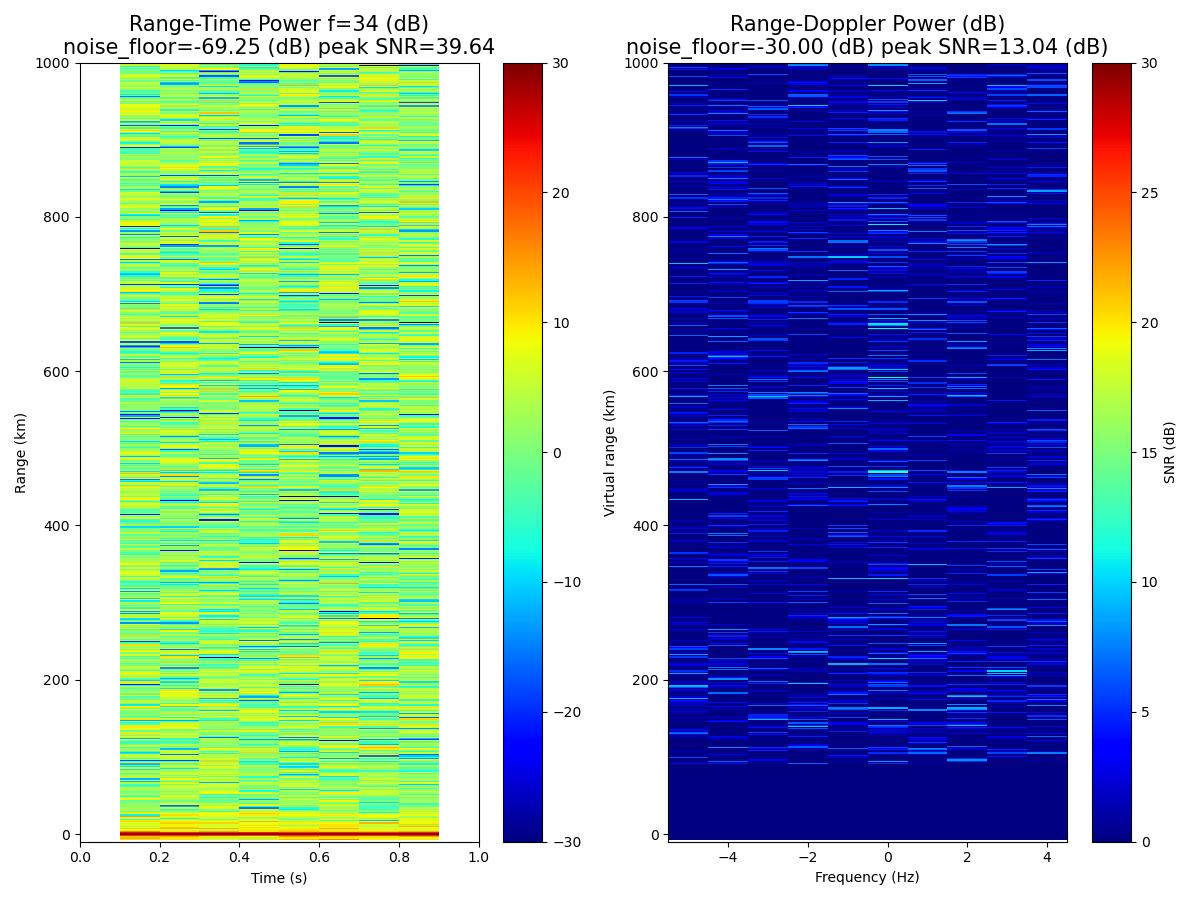 Range-Time Power f=34 (dB)
noise_floor=-69.25 (dB) peak SNR=39.64
1000
800
600
400
200
0
Range (km)
0.0 0.2 0.4 0.6 0.8 1.0
Time (s)
30
20
10
0
−10
−20
−30
Range-Doppler Power (dB)
noise_floor=-30.00 (dB) peak SNR=13.04 (dB)
1000
800
600
400
200
0
Virtual range (km)
−4 −2 0 2 4
Frequency (Hz)
30
25
20
15
10
5
0
SNR (dB)